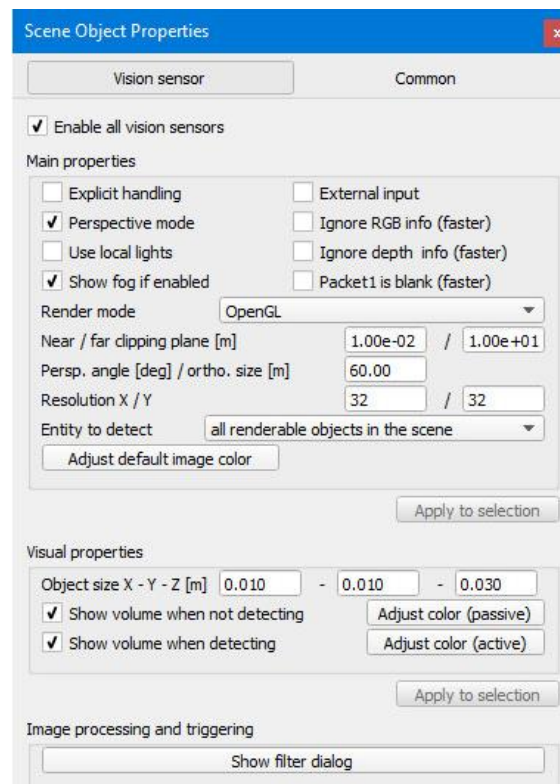 Scene Object Properties
x
Vision sensor Common
Enable all vision sensors
Main properties
Explicit handling External input
Perspective mode Ignore RGB info (faster)
Use local lights Ignore depth info (faster)
Show fog if enabled Packet1 is blank (faster)
Render mode OpenGL
Near / far clipping plane [m] 1.00e-02 / 1.00e+01
Persp. angle [deg] / ortho. size [m] 60.00
Resolution X / Y 32 / 32
Entity to detect all renderable objects in the scene
Adjust default image color
Apply to selection
Visual properties
Object size X - Y - Z [m] 0.010 - 0.010 - 0.030
Show volume when not detecting Adjust color (passive)
Show volume when detecting Adjust color (active)
Apply to selection
Image processing and triggering
Show filter dialog